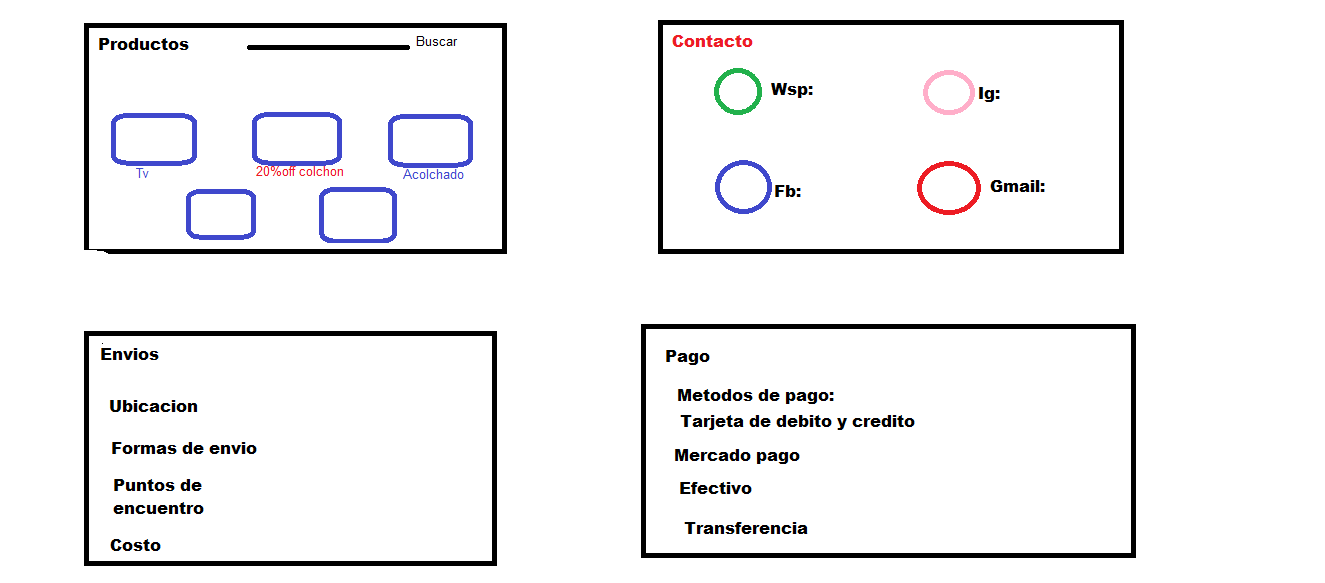 Productos
Buscar
Tv
20%off colchon
Acolchado
Contacto
Wsp:
Ig:
Fb:
Gmail:
Envios
Ubicacion
Formas de envio
Puntos de
encuentro
Costo
Pago
Metodos de pago:
Tarjeta de debito y credito
Mercado pago
Efectivo
Transferencia